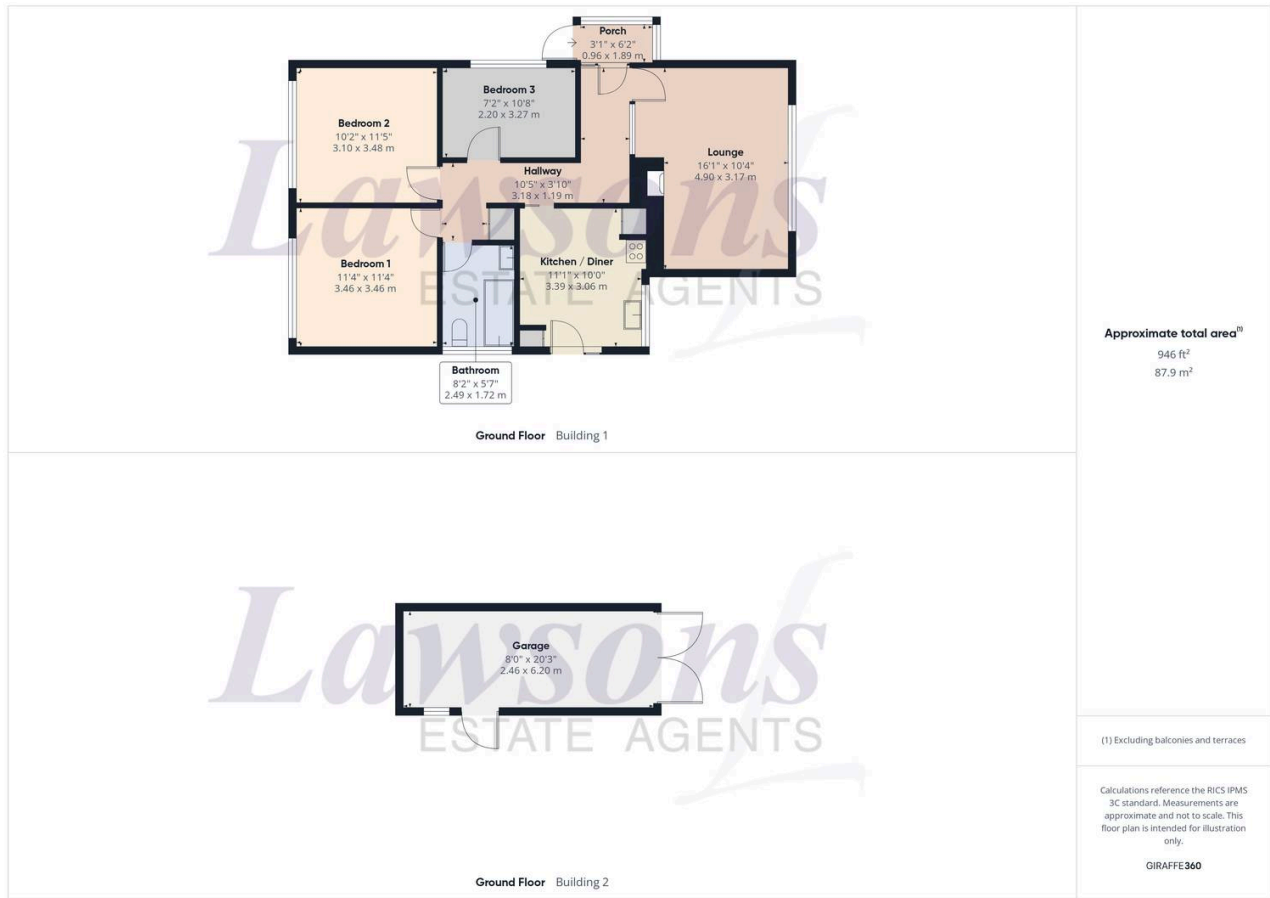 Porch
3'1" x 6'2"
0.96 x 1.89 m
Bedroom 3
7'2" x 10'8"
2.20 x 3.27 m
Bedroom 2
10'2" x 11'5"
3.10 x 3.48 m
Lounge
16'1" x 10'4"
4.90 x 3.17 m
Hallway
10'5" x 3'10"
3.18 x 1.19 m
Bedroom 1
11'4" x 11'4"
3.46 x 3.46 m
Kitchen / Diner
11'1" x 10'0"
3.39 x 3.06 m
Lawsons
ESTATE AGENTS
Bathroom
8'2" x 5'7"
2.49 x 1.72 m
Ground Floor Building 1
Garage
8'0" x 20'3"
2.46 x 6.20 m
Lawsons
ESTATE AGENTS
Ground Floor Building 2
Approximate total area(1)
946 ft²
87.9 m²
(1) Excluding balconies and terraces
Calculations reference the RICS IPMS
3C standard. Measurements are
approximate and not to scale. This
floor plan is intended for illustration
only.
GIRAFFE360